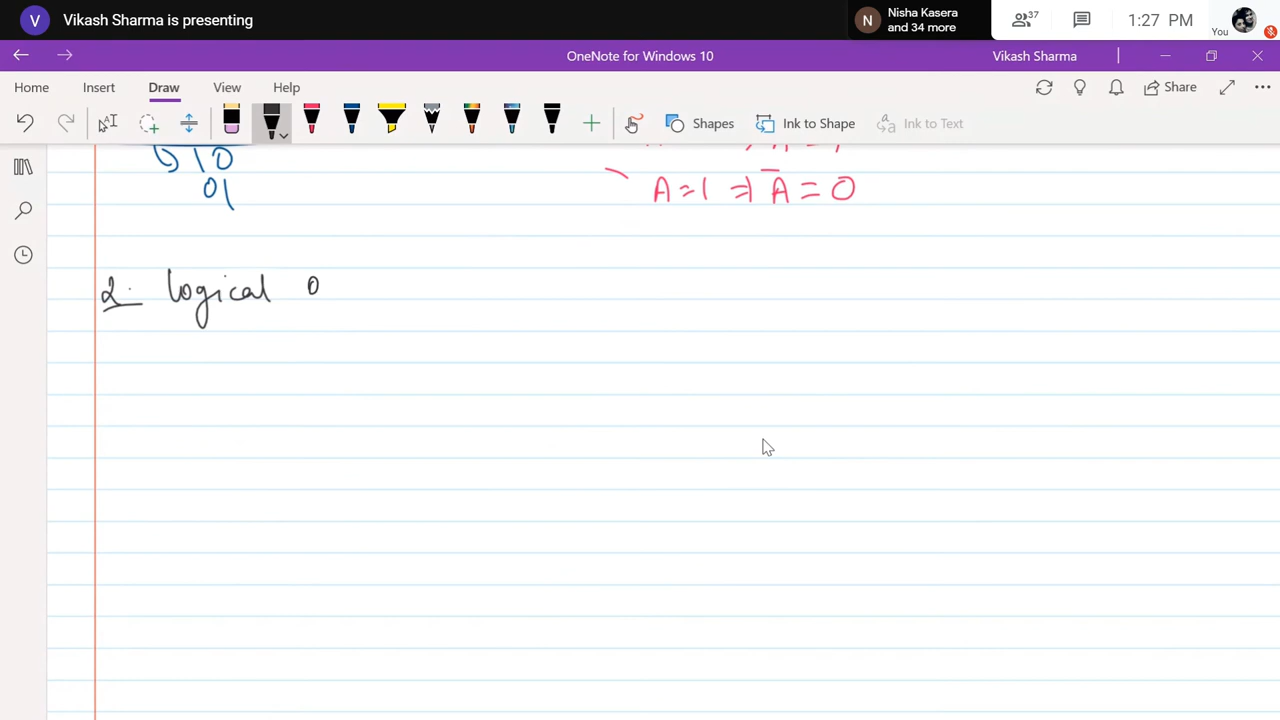 V Vikash Sharma is presenting
N Nisha Kasera and 34 more
37
1:27 PM
You
OneNote for Windows 10
Vikash Sharma
Home Insert Draw View Help
Share
Shapes
Ink to Shape
Ink to Text
10
01
A=1 ⇒ A̅ = 0
2. logical 0